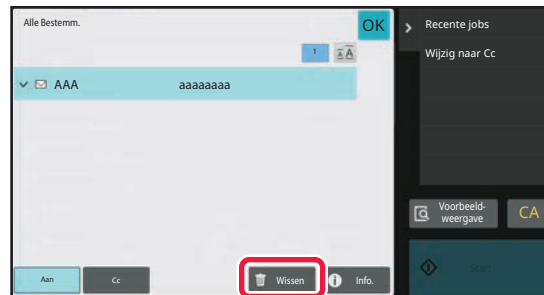 Alle Bestemm.
OK
1
AAA aaaaaaaa
Aan
Cc
Wissen
Info.
Recente jobs
Wijzig naar Cc
Voorbeeld-
weergave
CA
Start